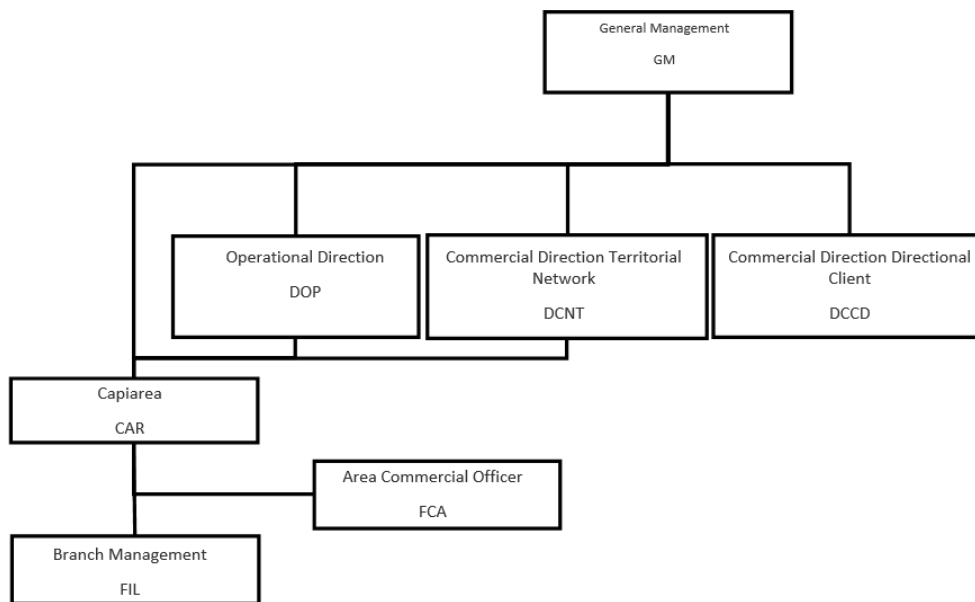 General Management
GM
Operational Direction
DOP
Commercial Direction Territorial
Network
DCNT
Commercial Direction Directional
Client
DCCD
Capiarea
CAR
Area Commercial Officer
FCA
Branch Management
FIL